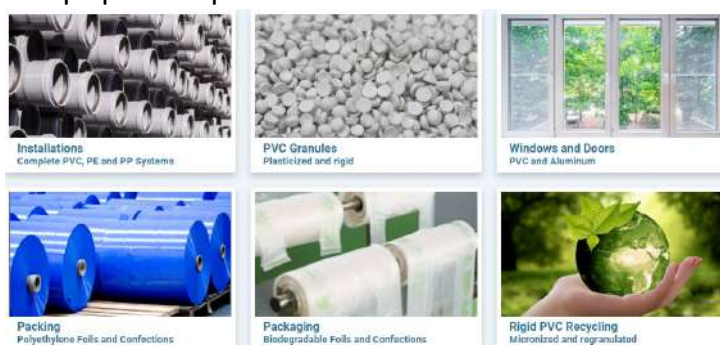 Installations
Complete PVC, PE and PP Systems
PVC Granules
Plasticized and rigid
Windows and Doors
PVC and Aluminum
Packing
Polyethylene Foils and Confections
Packaging
Biodegradable Foils and Confections
Rigid PVC Recycling
Micronized and regranulated